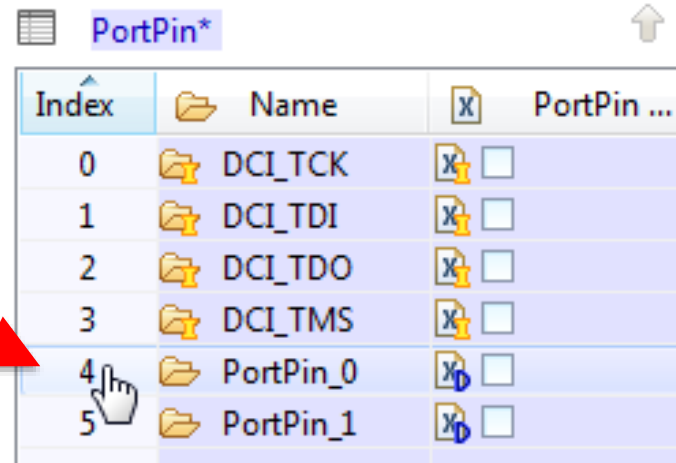 PortPin*
Index Name X PortPin ...
0 DCI_TCK X I
1 DCI_TDI X I
2 DCI_TDO X I
3 DCI_TMS X I
4 PortPin_0 X D
5 PortPin_1 X D